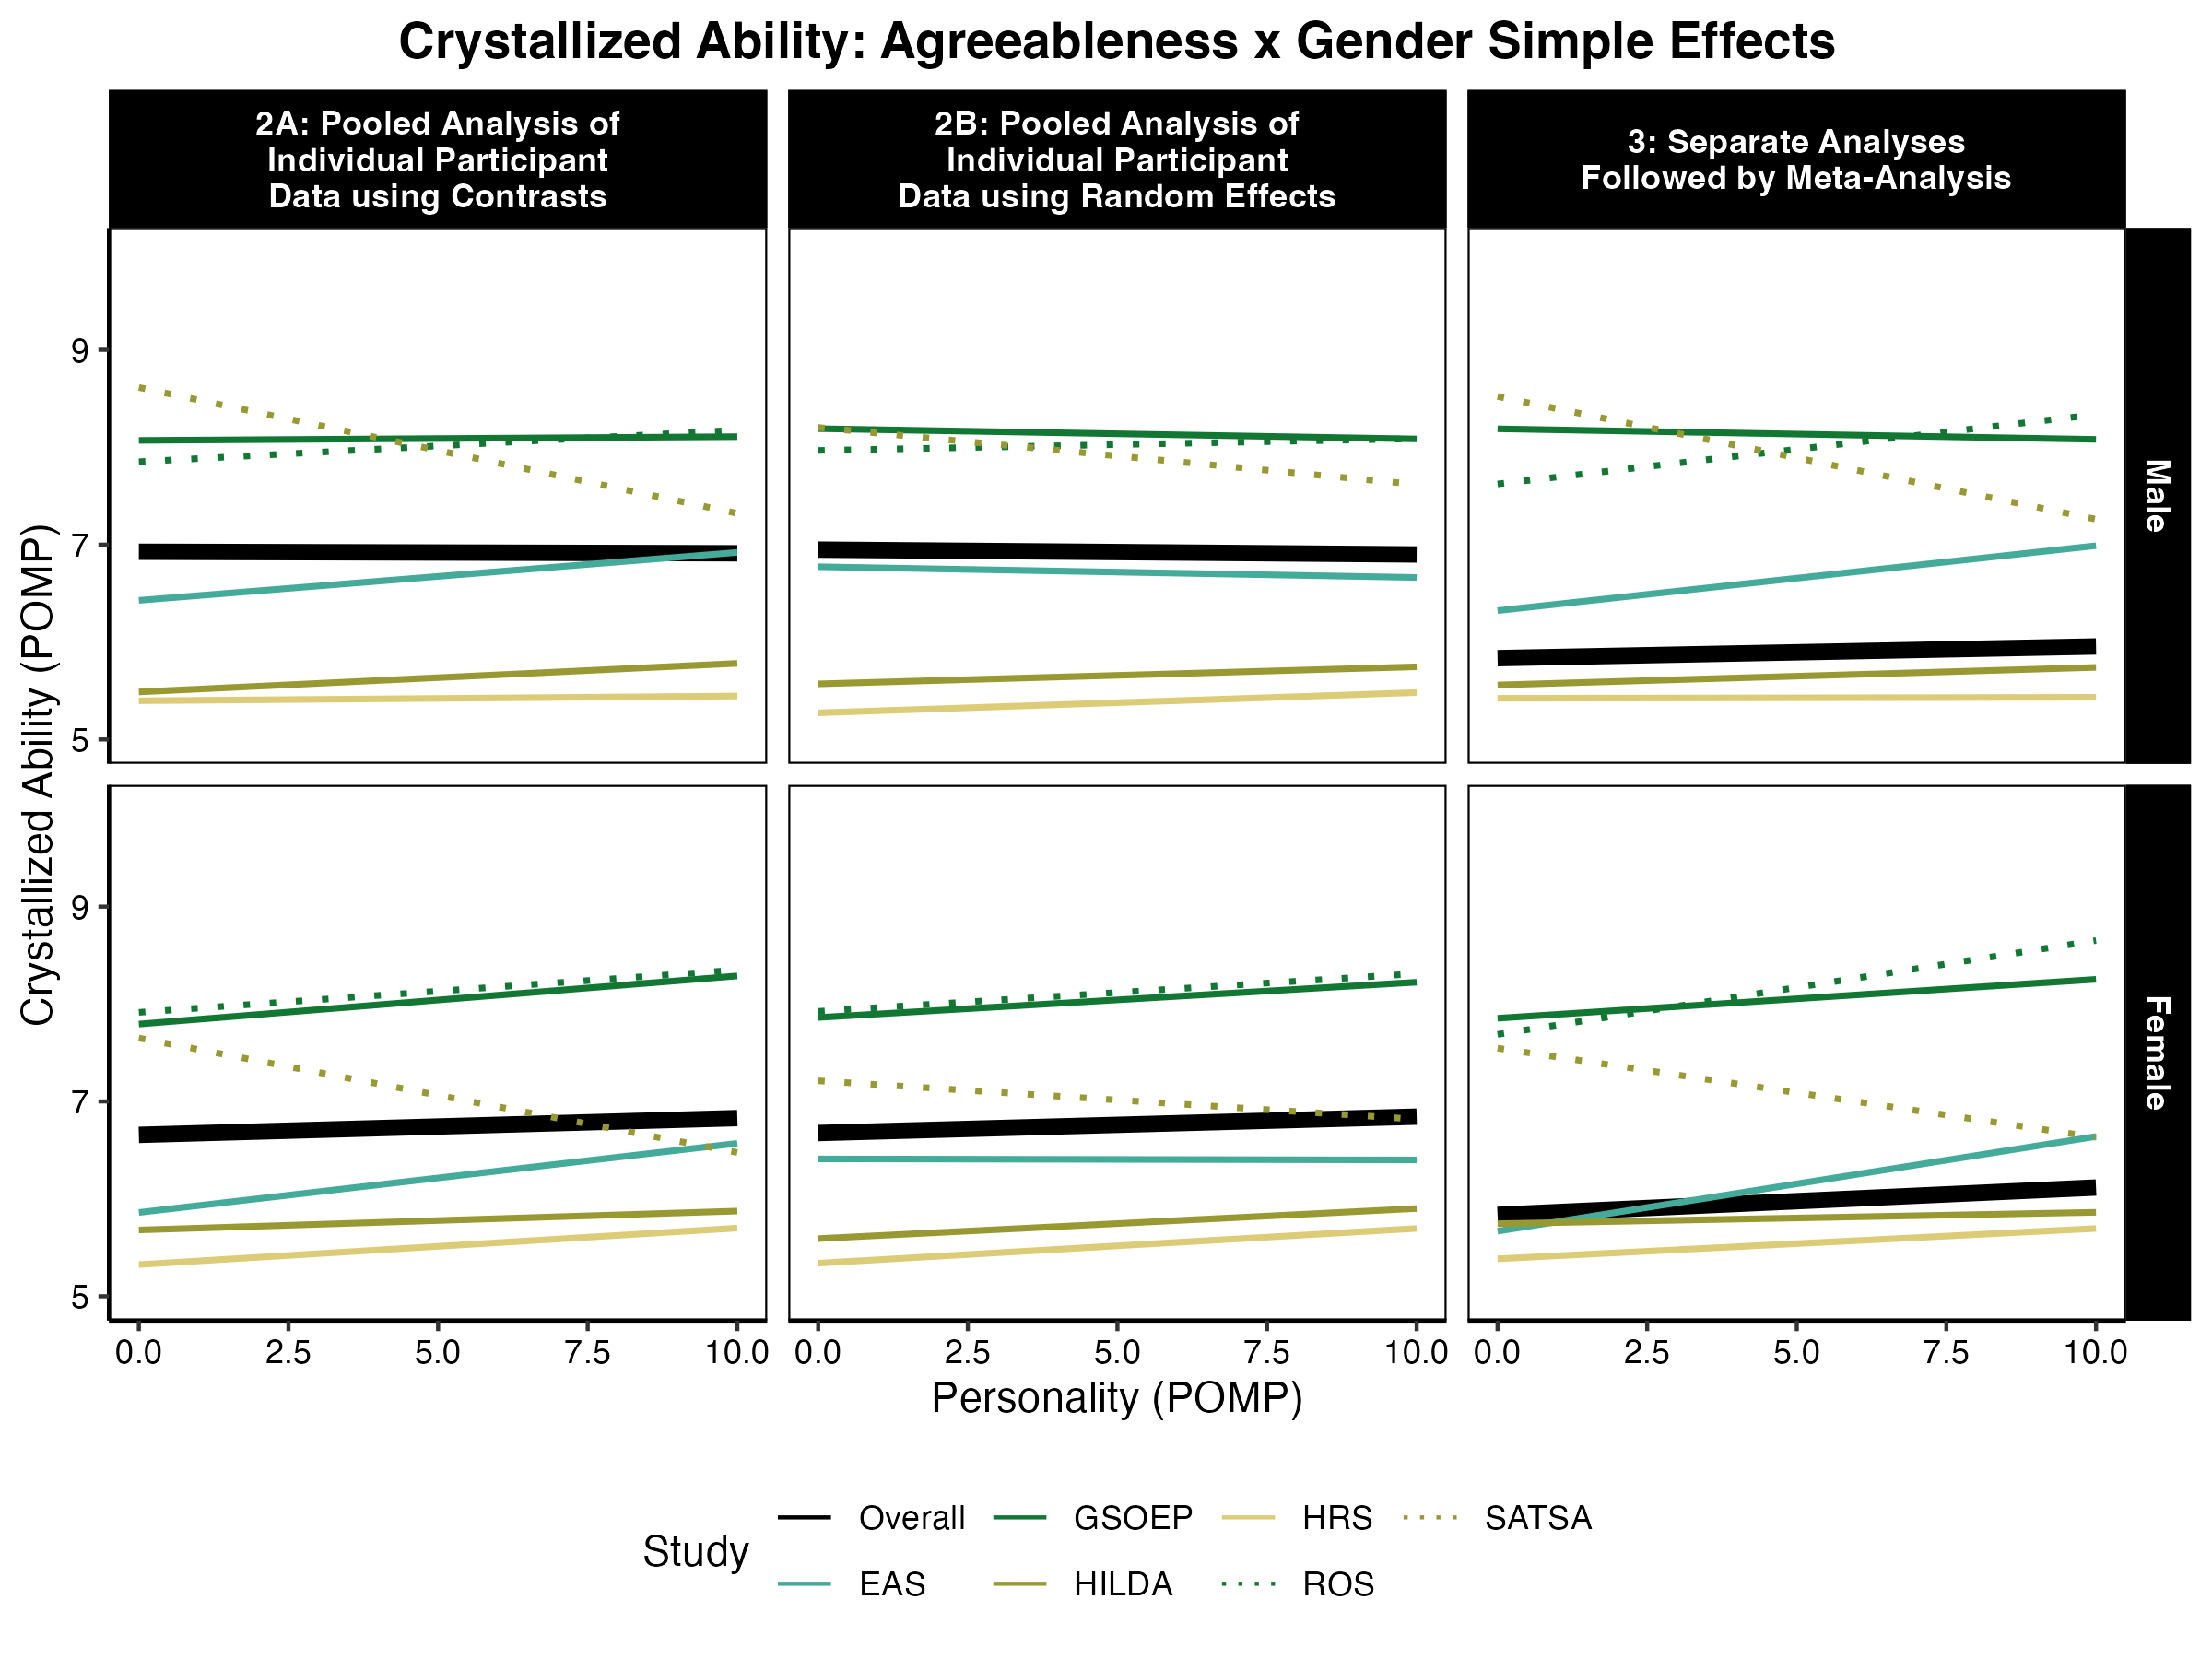 Crystallized Ability: Agreeableness x Gender Simple Effects
2A: Pooled Analysis of
Individual Participant
Data using Contrasts
2B: Pooled Analysis of
Individual Participant
Data using Random Effects
3: Separate Analyses
Followed by Meta-Analysis
Crystallized Ability (POMP)
9
7
5
Male
9
7
5
Female
0.0 2.5 5.0 7.5 10.0
0.0 2.5 5.0 7.5 10.0
0.0 2.5 5.0 7.5 10.0
Personality (POMP)
Study
Overall GSOEP HRS SATSA
EAS HILDA ROS